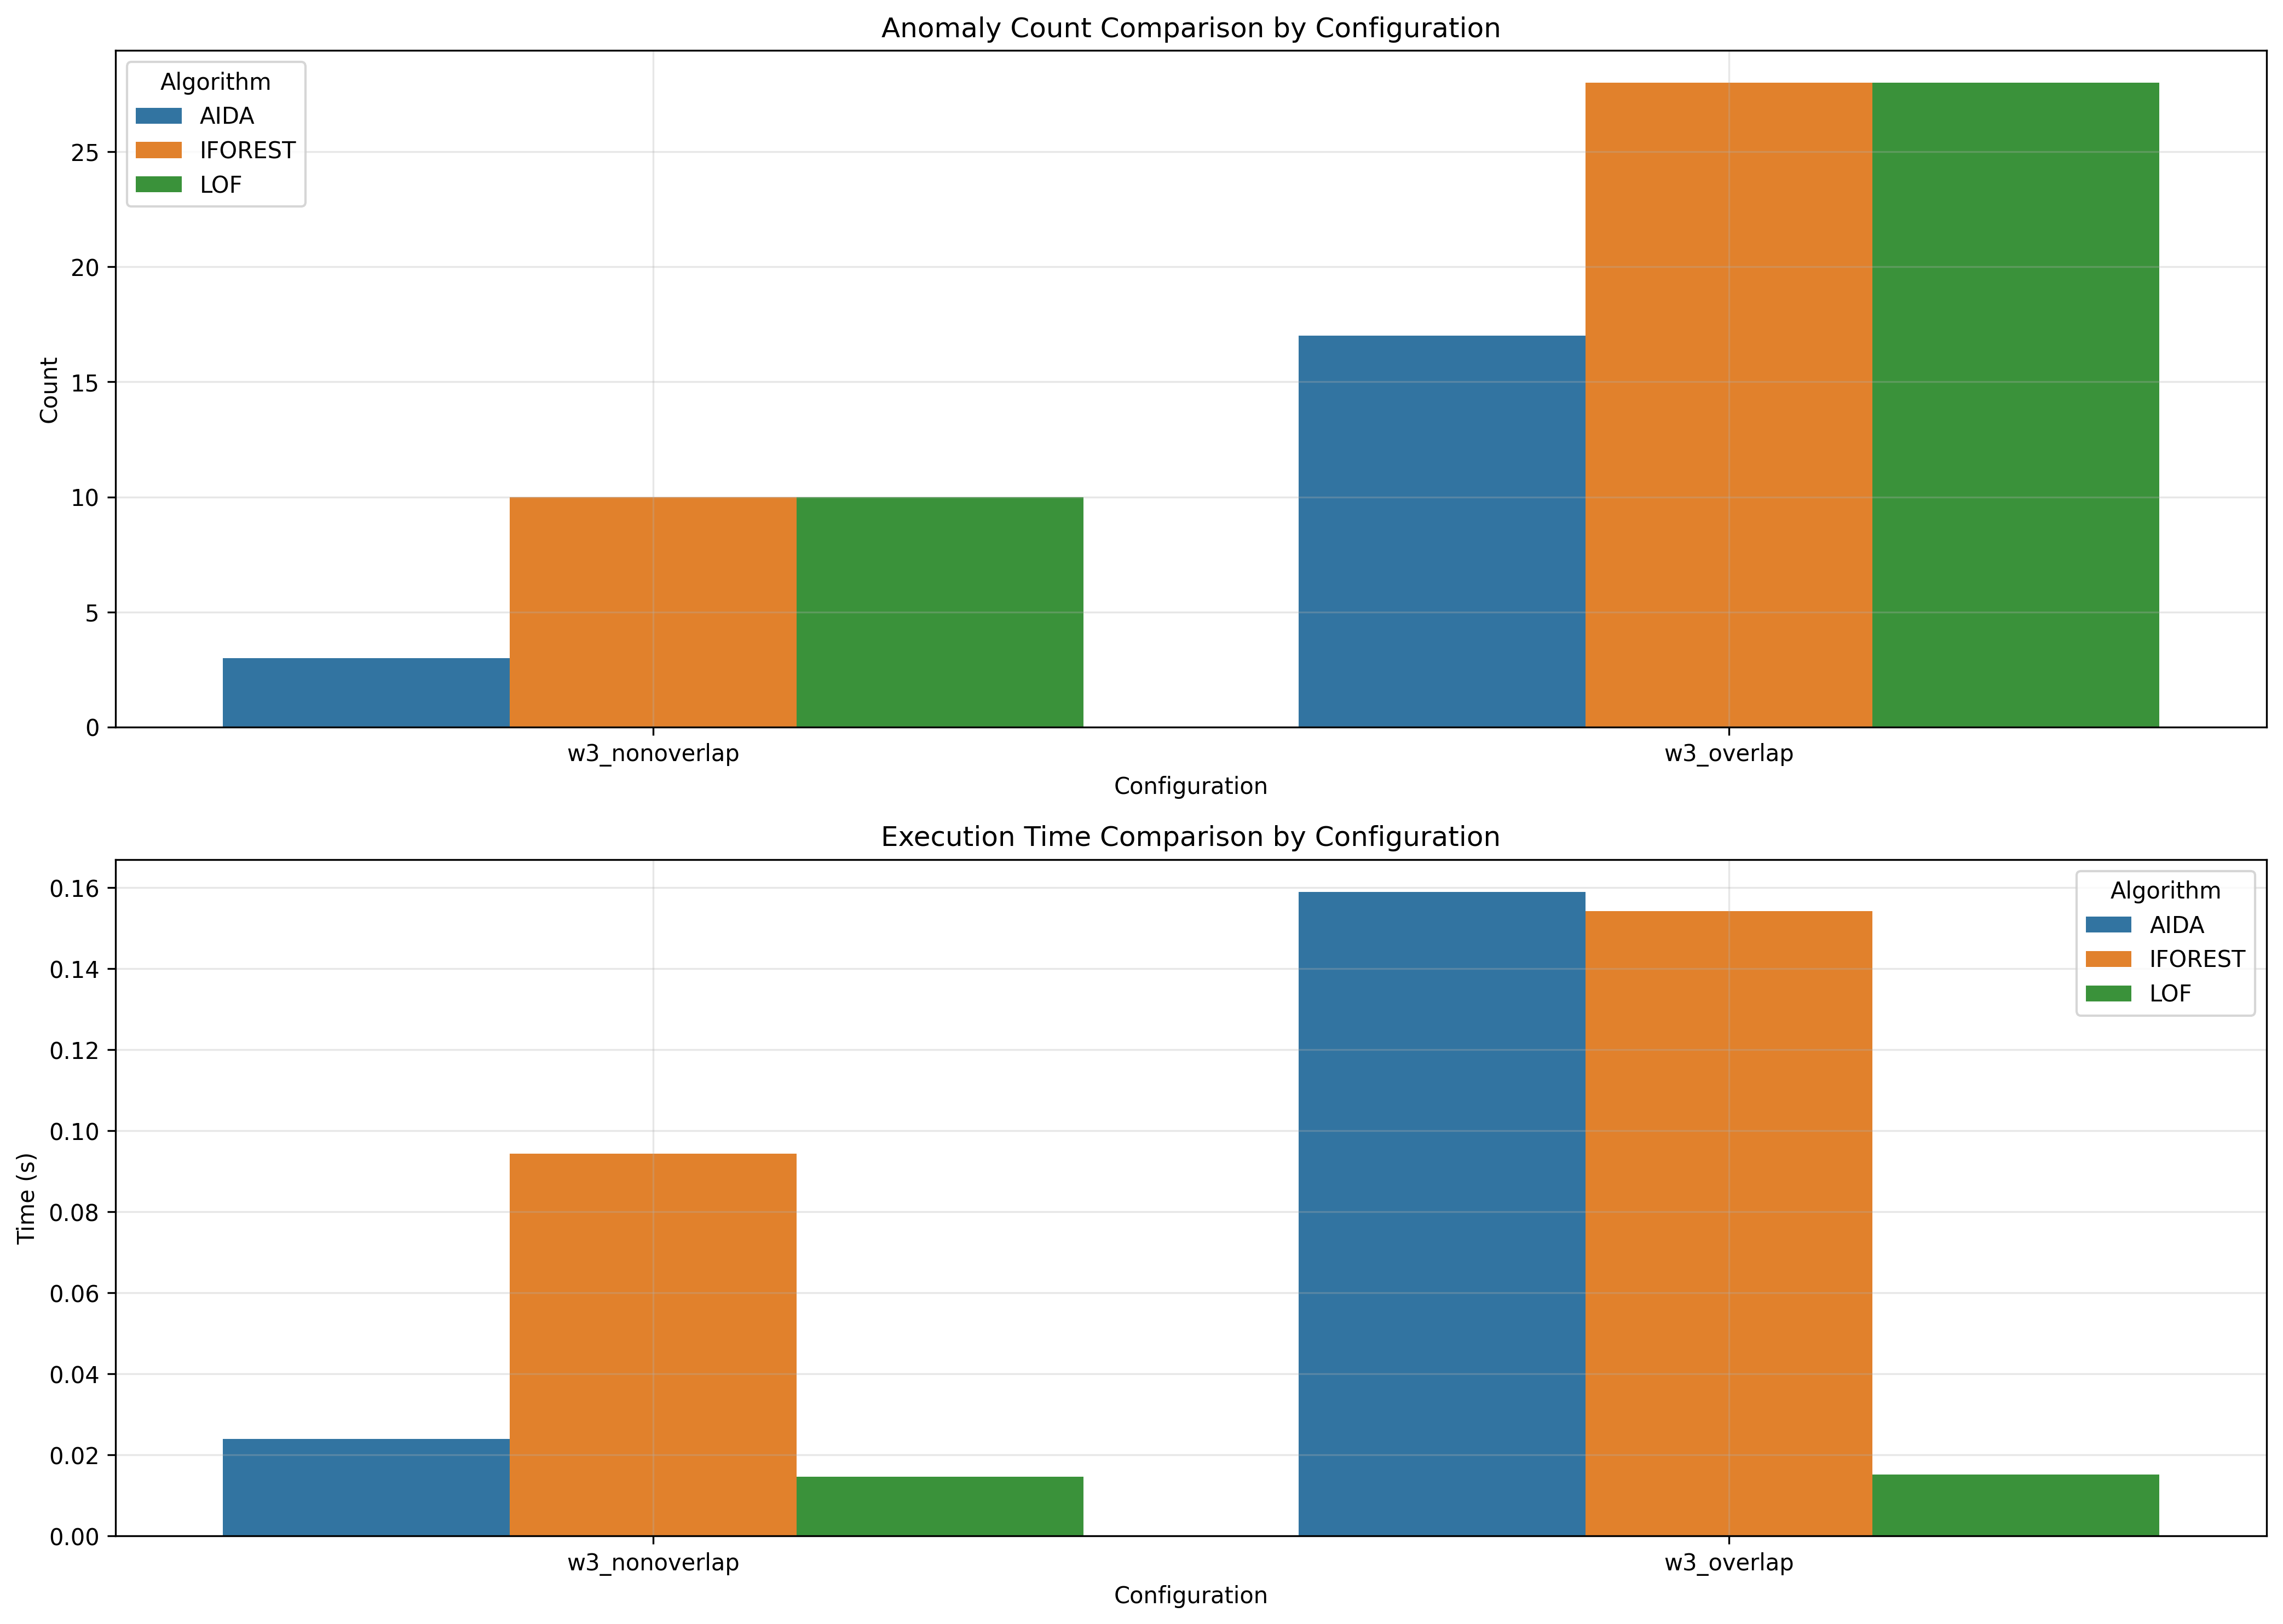 Anomaly Count Comparison by Configuration
Algorithm
AIDA
IFOREST
LOF
Count
25
20
15
10
5
0
w3_nonoverlap
w3_overlap
Configuration
Execution Time Comparison by Configuration
Algorithm
AIDA
IFOREST
LOF
Time (s)
0.16
0.14
0.12
0.10
0.08
0.06
0.04
0.02
0.00
w3_nonoverlap
w3_overlap
Configuration